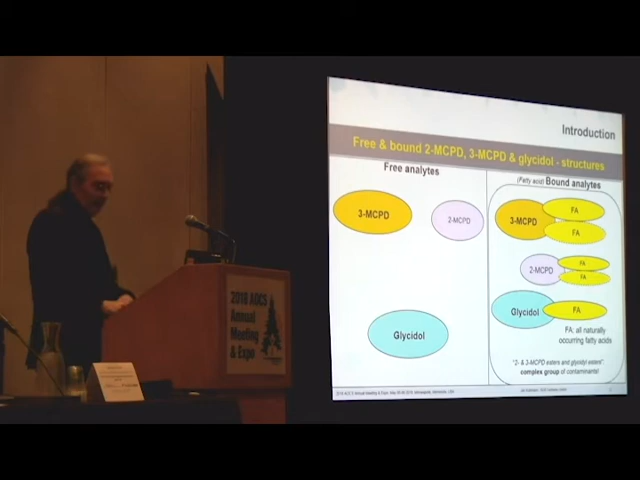 Introduction
Free & bound 2-MCPD, 3-MCPD & glycidol - structures
Free analytes
(Fatty acid) Bound analytes
3-MCPD
2-MCPD
Glycidol
3-MCPD
FA
FA
2-MCPD
FA
FA
Glycidol
FA
FA: all naturally
occurring fatty acids
"2- & 3-MCPD esters and glycidyl esters":
complex group of contaminants!
2016 AOCS
Annual
Meeting
& Expo